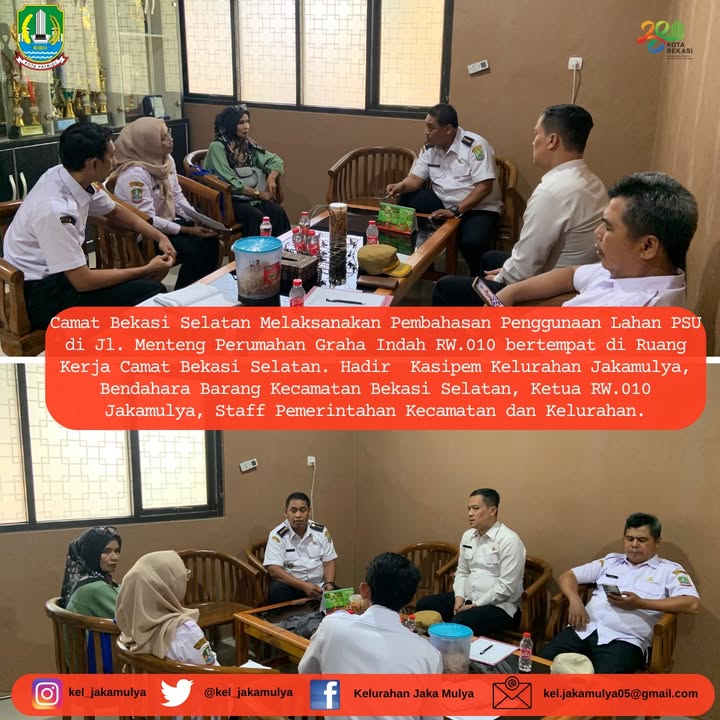 KOTA BEKASI
Camat Bekasi Selatan Melaksanakan Pembahasan Penggunaan Lahan PSU
di Jl. Menteng Perumahan Graha Indah RW.010 bertempat di Ruang
Kerja Camat Bekasi Selatan. Hadir Kasipem Kelurahan Jakamulya,
Bendahara Barang Kecamatan Bekasi Selatan, Ketua RW.010
Jakamulya, Staff Pemerintahan Kecamatan dan Kelurahan.
kel_jakamulya
@kel_jakamulya
Kelurahan Jaka Mulya
kel.jakamulya05@gmail.com